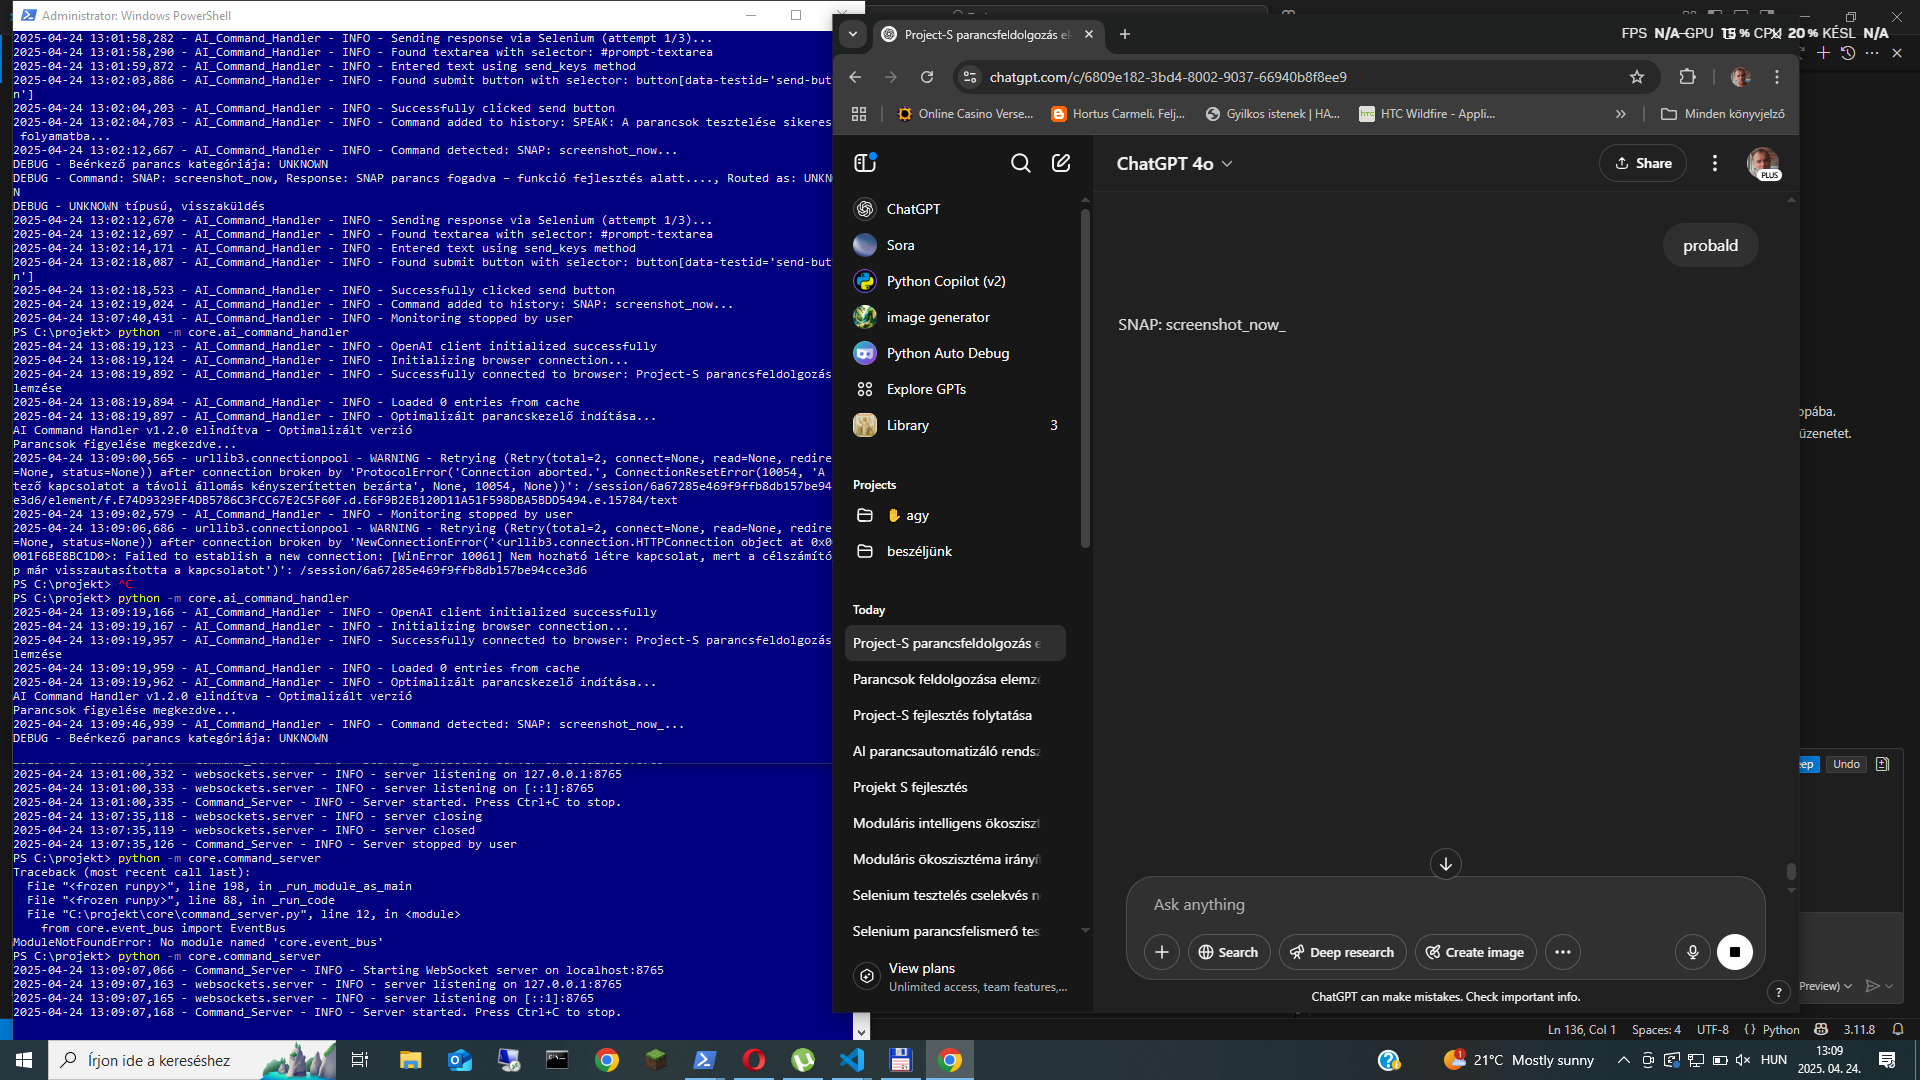 Administrator: Windows PowerShell
2025-04-24 13:01:58,282 - AI_Command_Handler - INFO - Sending response via Selenium (attempt 1/3)...
2025-04-24 13:01:58,290 - AI_Command_Handler - INFO - Found textarea with selector: #prompt-textarea
2025-04-24 13:01:59,872 - AI_Command_Handler - INFO - Entered text using send_keys method
2025-04-24 13:02:03,886 - AI_Command_Handler - INFO - Found submit button with selector: button[data-testid='send-but
n']
2025-04-24 13:02:04,203 - AI_Command_Handler - INFO - Successfully clicked send button
2025-04-24 13:02:04,703 - AI_Command_Handler - INFO - Command added to history: SPEAK: A parancsok tesztelése sikeres
folyamatba...
2025-04-24 13:02:12,667 - AI_Command_Handler - INFO - Command detected: SNAP: screenshot_now...
DEBUG - Beérkező parancs kategóriája: UNKNOWN
DEBUG - Command: SNAP: screenshot_now, Response: SNAP parancs fogadva – funkció fejlesztés alatt...., Routed as: UNKN
N
DEBUG - UNKNOWN típusú, visszaküldés
2025-04-24 13:02:12,670 - AI_Command_Handler - INFO - Sending response via Selenium (attempt 1/3)...
2025-04-24 13:02:12,697 - AI_Command_Handler - INFO - Found textarea with selector: #prompt-textarea
2025-04-24 13:02:14,171 - AI_Command_Handler - INFO - Entered text using send_keys method
2025-04-24 13:02:18,087 - AI_Command_Handler - INFO - Found submit button with selector: button[data-testid='send-but
n']
2025-04-24 13:02:18,523 - AI_Command_Handler - INFO - Successfully clicked send button
2025-04-24 13:02:19,024 - AI_Command_Handler - INFO - Command added to history: SNAP: screenshot_now...
2025-04-24 13:07:40,431 - AI_Command_Handler - INFO - Monitoring stopped by user
PS C:\projekt> python -m core.ai_command_handler
2025-04-24 13:08:19,123 - AI_Command_Handler - INFO - OpenAI client initialized successfully
2025-04-24 13:08:19,124 - AI_Command_Handler - INFO - Initializing browser connection...
2025-04-24 13:08:19,892 - AI_Command_Handler - INFO - Successfully connected to browser: Project-S parancsfeldolgozás
lemzése
2025-04-24 13:08:19,894 - AI_Command_Handler - INFO - Loaded 0 entries from cache
2025-04-24 13:08:19,897 - AI_Command_Handler - INFO - Optimalizált parancskezelő indítása...
AI Command Handler v1.2.0 elindítva - Optimalizált verzió
Parancsok figyelése megkezdve...
2025-04-24 13:09:00,565 - urllib3.connectionpool - WARNING - Retrying (Retry(total=2, connect=None, read=None, redire
=None, status=None)) after connection broken by 'ProtocolError('Connection aborted.', ConnectionResetError(10054, 'A
tező kapcsolatot a távoli állomás kényszerítetten bezárta', None, 10054, None))': /session/6a67285e469f9ffb8db157be94
e3d6/element/f.E74D9329EF4DB5786C3FCC67E2C5F60F.d.E6F9B2EB120D11A51F598DBA5BDD5494.e.15784/text
2025-04-24 13:09:02,579 - AI_Command_Handler - INFO - Monitoring stopped by user
2025-04-24 13:09:06,686 - urllib3.connectionpool - WARNING - Retrying (Retry(total=2, connect=None, read=None, redire
=None, status=None)) after connection broken by 'NewConnectionError('<urllib3.connection.HTTPConnection object at 0x0
001F6BE8BC1D0>: Failed to establish a new connection: [WinError 10061] Nem hozható létre kapcsolat, mert a célszámító
p már visszautasította a kapcsolatot')': /session/6a67285e469f9ffb8db157be94cce3d6
PS C:\projekt> ^C
PS C:\projekt> python -m core.ai_command_handler
2025-04-24 13:09:19,166 - AI_Command_Handler - INFO - OpenAI client initialized successfully
2025-04-24 13:09:19,167 - AI_Command_Handler - INFO - Initializing browser connection...
2025-04-24 13:09:19,957 - AI_Command_Handler - INFO - Successfully connected to browser: Project-S parancsfeldolgozás
lemzése
2025-04-24 13:09:19,959 - AI_Command_Handler - INFO - Loaded 0 entries from cache
2025-04-24 13:09:19,962 - AI_Command_Handler - INFO - Optimalizált parancskezelő indítása...
AI Command Handler v1.2.0 elindítva - Optimalizált verzió
Parancsok figyelése megkezdve...
2025-04-24 13:09:46,939 - AI_Command_Handler - INFO - Command detected: SNAP: screenshot_now_...
DEBUG - Beérkező parancs kategóriája: UNKNOWN
2025-04-24 13:01:00,332 - websockets.server - INFO - server listening on 127.0.0.1:8765
2025-04-24 13:01:00,333 - websockets.server - INFO - server listening on [::1]:8765
2025-04-24 13:01:00,335 - Command_Server - INFO - Server started. Press Ctrl+C to stop.
2025-04-24 13:07:35,118 - websockets.server - INFO - server closing
2025-04-24 13:07:35,119 - websockets.server - INFO - server closed
2025-04-24 13:07:35,126 - Command_Server - INFO - Server stopped by user
PS C:\projekt> python -m core.command_server
Traceback (most recent call last):
File "<frozen runpy>", line 198, in _run_module_as_main
File "<frozen runpy>", line 88, in _run_code
File "C:\projekt\core\command_server.py", line 12, in <module>
from core.event_bus import EventBus
ModuleNotFoundError: No module named 'core.event_bus'
PS C:\projekt> python -m core.command_server
2025-04-24 13:09:07,066 - Command_Server - INFO - Starting WebSocket server on localhost:8765
2025-04-24 13:09:07,163 - websockets.server - INFO - server listening on 127.0.0.1:8765
2025-04-24 13:09:07,165 - websockets.server - INFO - server listening on [::1]:8765
2025-04-24 13:09:07,168 - Command_Server - INFO - Server started. Press Ctrl+C to stop.
Project-S parancsfeldolgozás el
FPS N/A GPU 15 % CPU 20 % KÉSL N/A
chatgpt.com/c/6809e182-3bd4-8002-9037-66940b8f8ee9
Online Casino Verse... Hortus Carmeli. Felj... Gyilkos istenek | HA... HTC Wildfire - Appli... » Minden könyvjelző
ChatGPT 4o
Share
PLUS
ChatGPT
Sora
Python Copilot (v2)
image generator
Python Auto Debug
Explore GPTs
Library 3
Projects
agy
beszéljünk
Today
Project-S parancsfeldolgozás e
Parancsok feldolgozása elemz
Project-S fejlesztés folytatása
AI parancsautomatizáló rends
Projekt S fejlesztés
Moduláris intelligens ökosziszt
Moduláris ökoszisztéma irányí
Selenium tesztelés cselekvés n
Selenium parancsfelismerő tes
View plans
Unlimited access, team features,...
probald
SNAP: screenshot_now_
Ask anything
Search
Deep research
Create image
ChatGPT can make mistakes. Check important info.
?
opába.
üzenetet.
eep Undo
Preview)
Ln 136, Col 1 Spaces: 4 UTF-8 {} Python 3.11.8
Írjon ide a kereséshez
1
21°C Mostly sunny
HUN
13:09
2025. 04. 24.